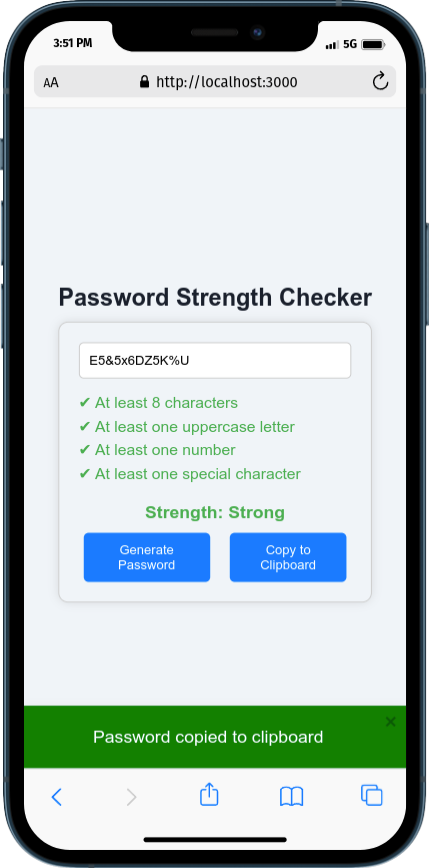 3:51 PM
5G
AA
http://localhost:3000
Password Strength Checker
E5&5x6DZ5K%U
✔ At least 8 characters
✔ At least one uppercase letter
✔ At least one number
✔ At least one special character
Strength: Strong
Generate
Password
Copy to
Clipboard
Password copied to clipboard